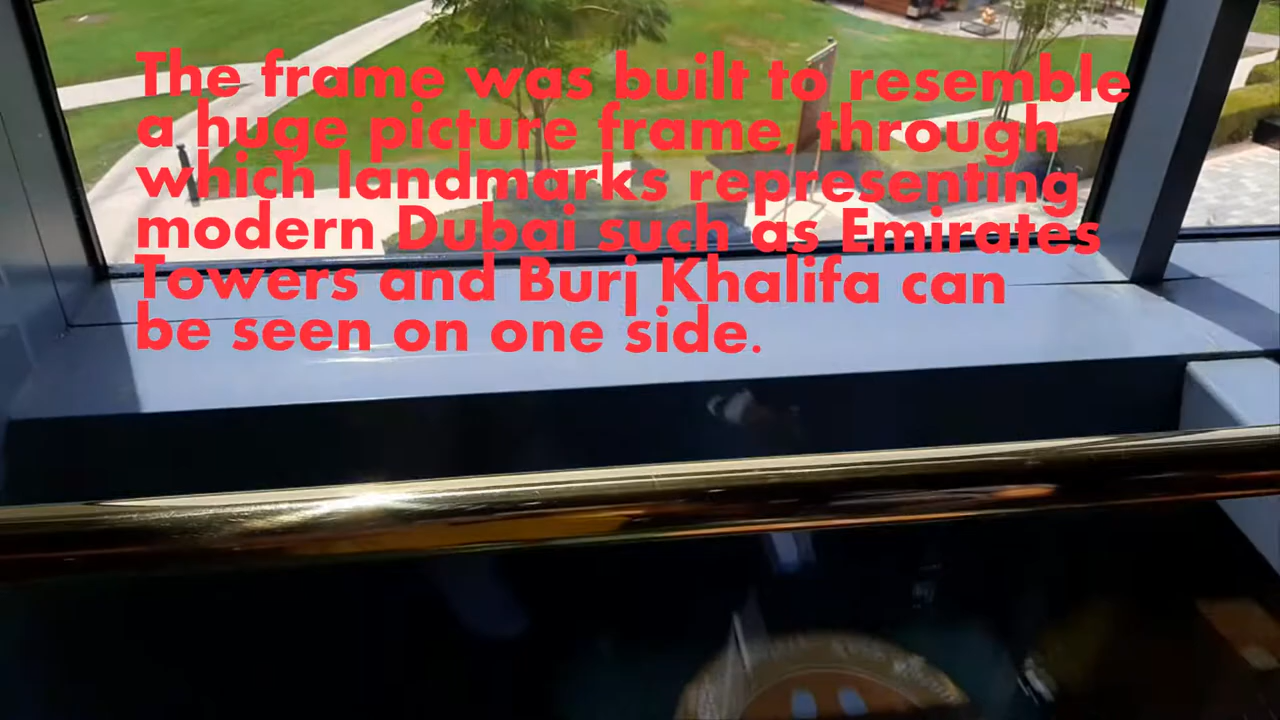 The frame was built to resemble
a huge picture frame, through
which landmarks representing
modern Dubai such as Emirates
Towers and Burj Khalifa can
be seen on one side.